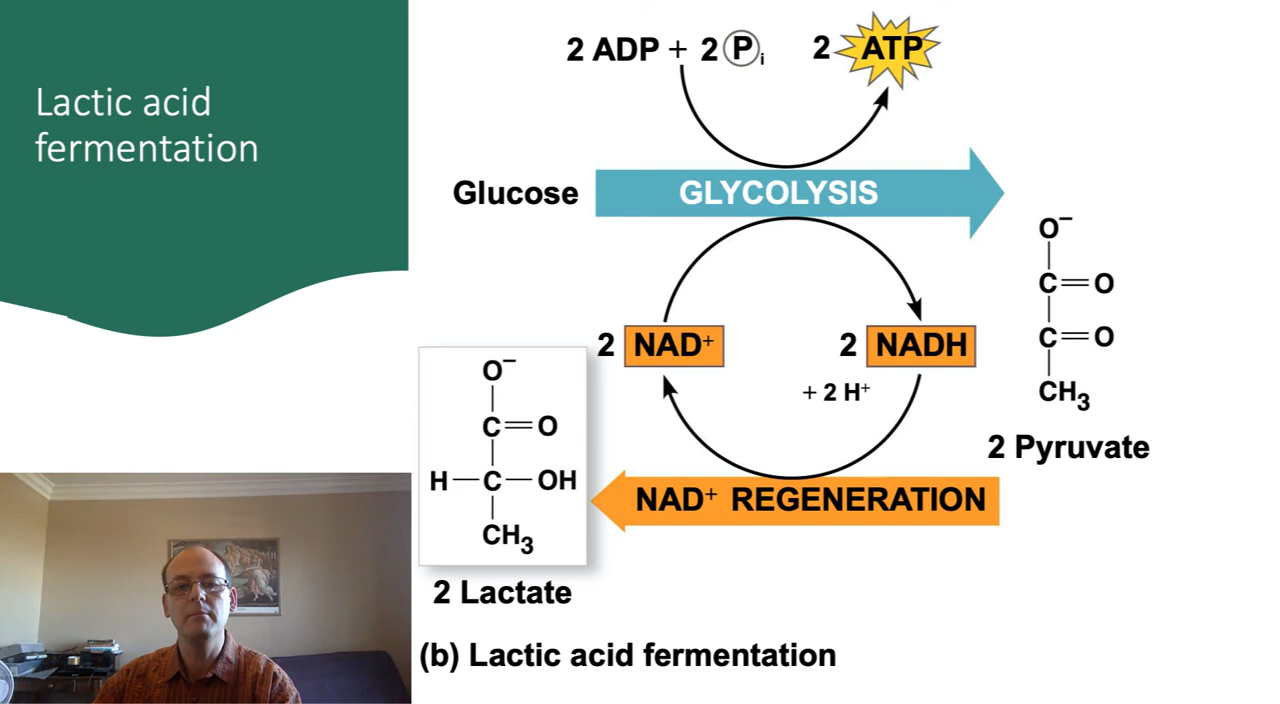 Lactic acid
fermentation
2 ADP + 2 Pi 2 ATP
Glucose GLYCOLYSIS
O⁻
C=O
C=O
CH₃
2 Pyruvate
2 NAD⁺ 2 NADH
+ 2 H⁺
NAD⁺ REGENERATION
O⁻
C=O
H—C—OH
CH₃
2 Lactate
(b) Lactic acid fermentation